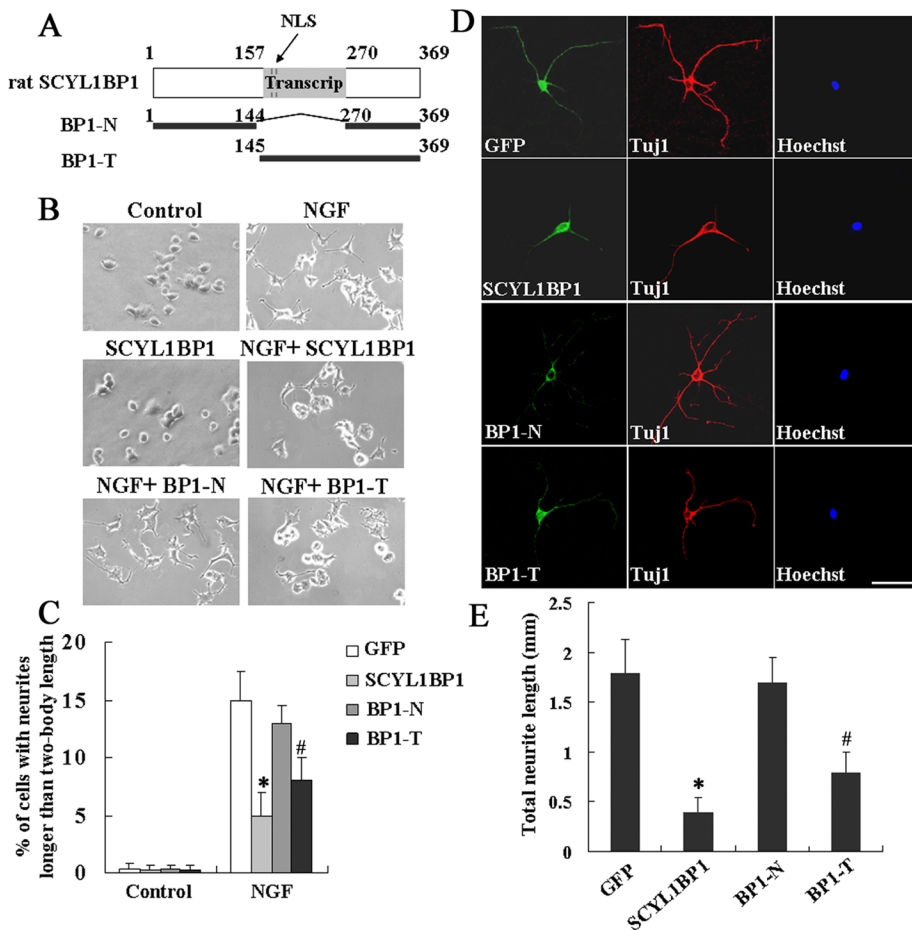 A
NLS
1 157 270 369
rat SCYL1BP1 Transcrip
1 144 270 369
BP1-N
145 369
BP1-T
B
Control NGF
SCYL1BP1 NGF+ SCYL1BP1
NGF+ BP1-N NGF+ BP1-T
C
% of cells with neurites
longer than two-body length
20
15
10
5
0
GFP
SCYL1BP1
BP1-N
BP1-T
*
#
Control NGF
D
GFP Tuj1 Hoechst
SCYL1BP1 Tuj1 Hoechst
BP1-N Tuj1 Hoechst
BP1-T Tuj1 Hoechst
E
Total neurite length (mm)
2.5
2
1.5
1
0.5
0
*
#
GFP
SCYL1BP1
BP1-N
BP1-T